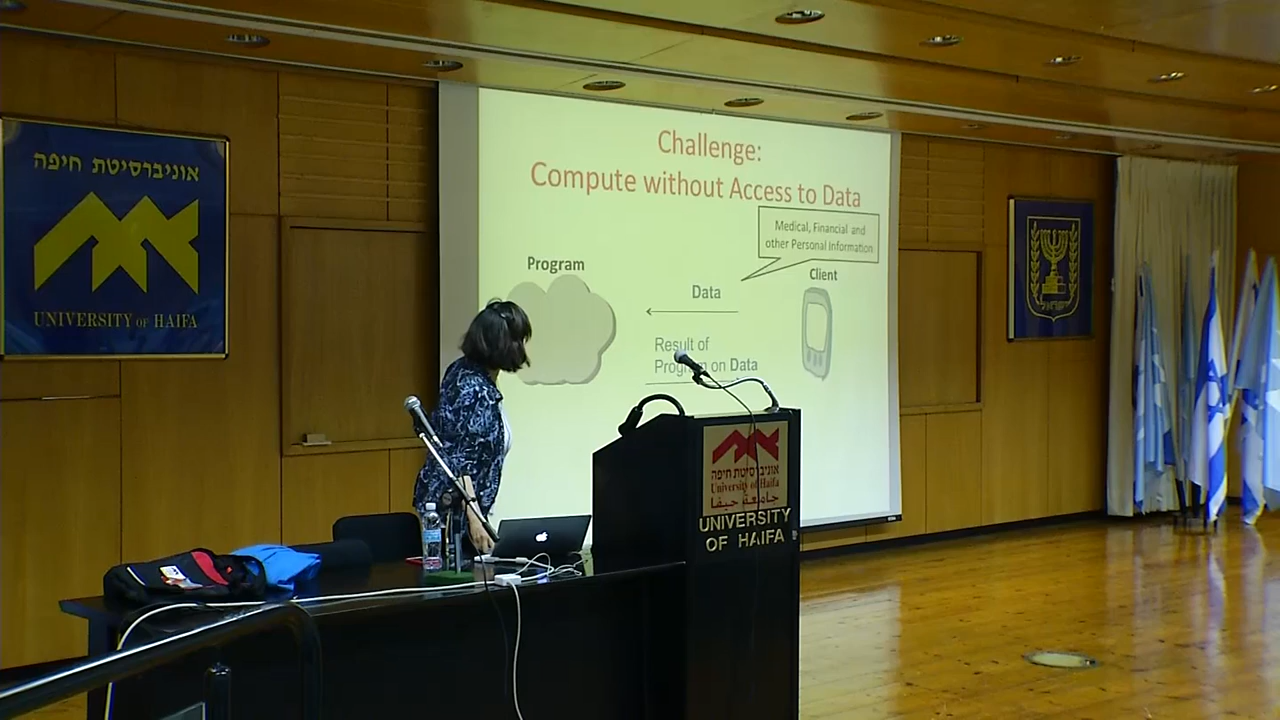 אוניברסיטת חיפה
UNIVERSITY OF HAIFA
Challenge:
Compute without Access to Data
Medical, Financial and
other Personal Information
Program
Client
Data
Result of
Program on Data
אוניברסיטת חיפה
University of Haifa
جامعة حيفا
UNIVERSITY
OF HAIFA